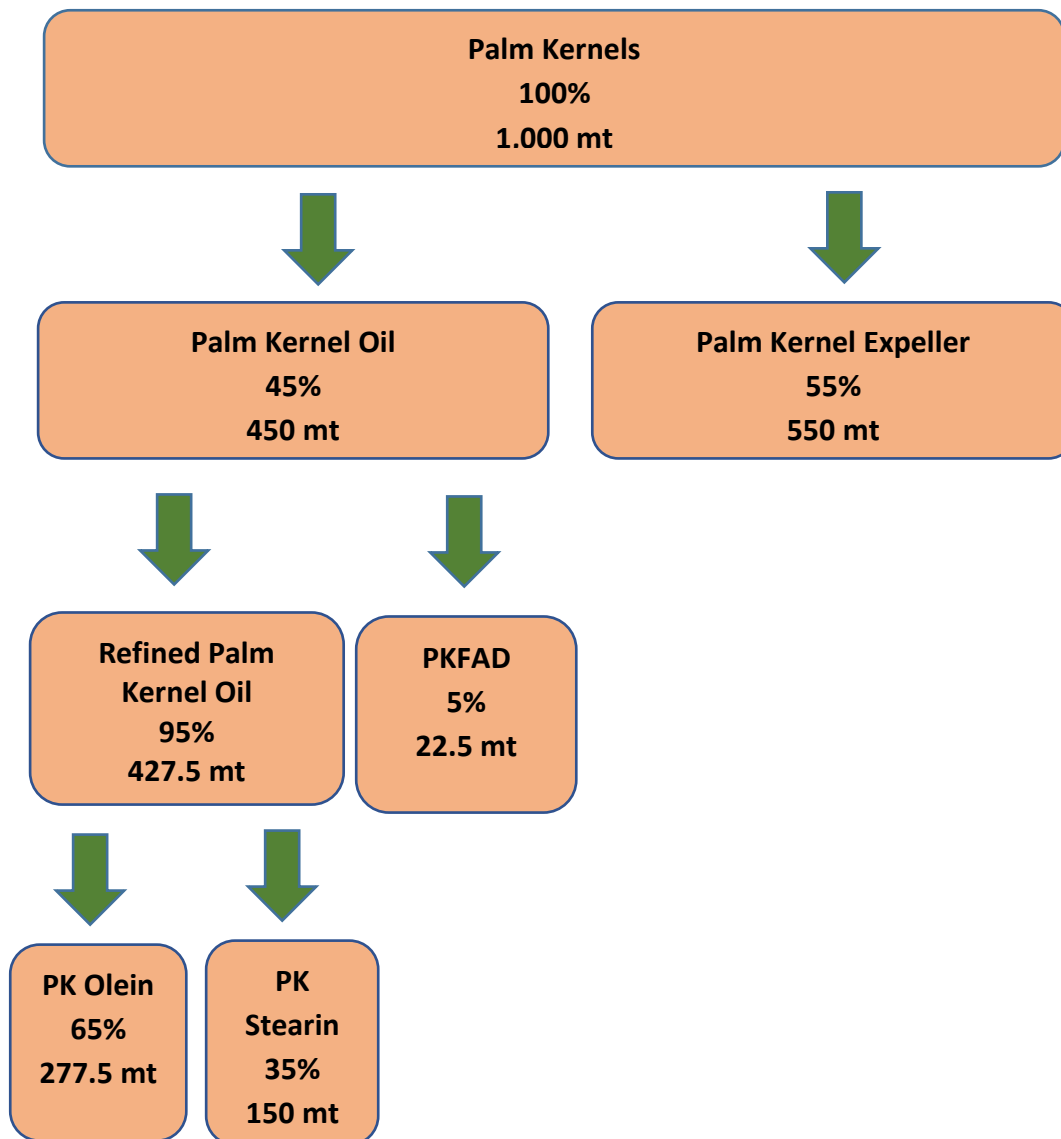 Palm Kernels
100%
1.000 mt
Palm Kernel Oil
45%
450 mt
Palm Kernel Expeller
55%
550 mt
Refined Palm
Kernel Oil
95%
427.5 mt
PKFAD
5%
22.5 mt
PK Olein
65%
277.5 mt
PK
Stearin
35%
150 mt